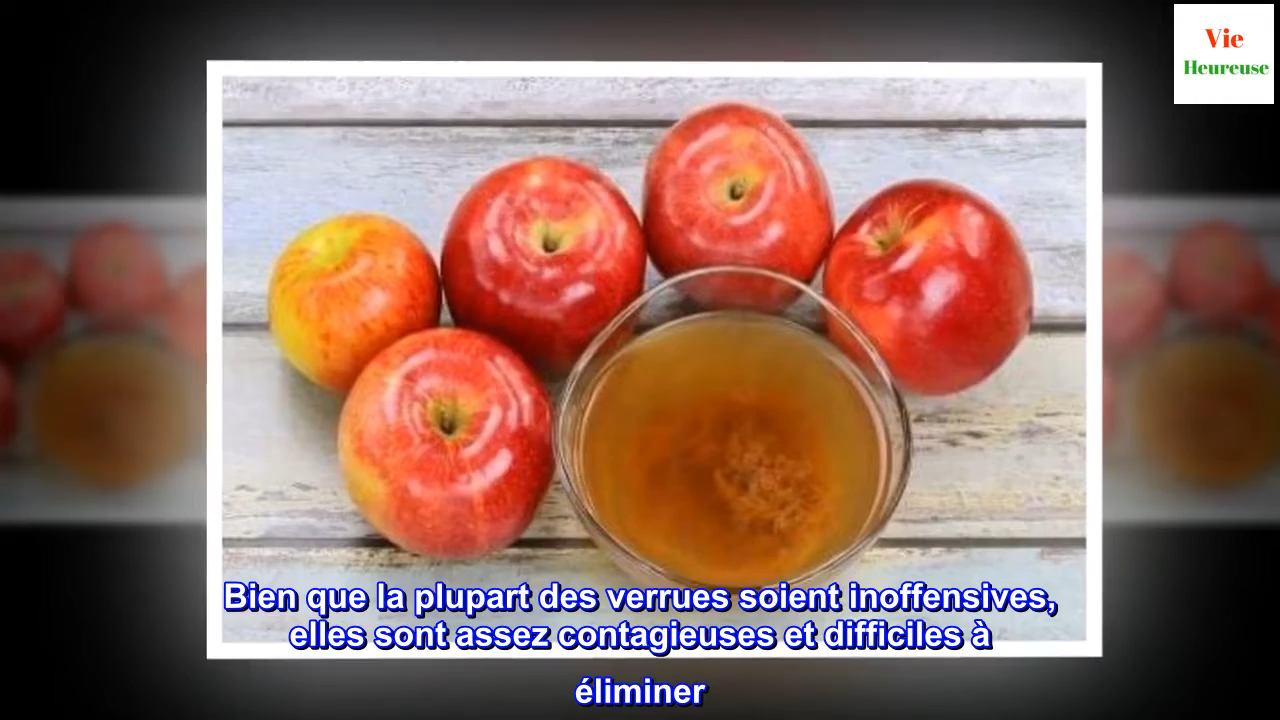 Vie
Heureuse
Bien que la plupart des verrues soient inoffensives,
elles sont assez contagieuses et difficiles à
éliminer